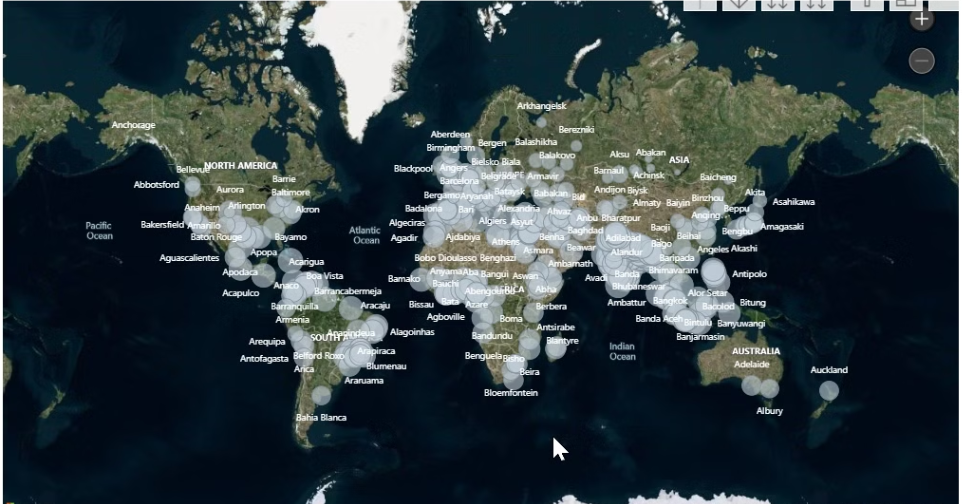 Arkhangelsk
Anchorage
Berezniki
Aberdeen
Bergen
Balashikha
Birmingham
Balakovo
Aksu
Abakan
ASIA
NORTH AMERICA
Bellevue
Blackpool
Angers
Bielsko Biala
Barnaul
Achinsk
Baicheng
Abbotsford
Barrie
Aurora
Baltimore
Barcelona
Belgrade
Armavir
Andijon
Biysk
Akita
Asahikawa
Bergamo
Aryanah
Bataysk
Babakan
Bid
Almaty
Baiyin
Binzhou
Anaheim
Arlington
Akron
Badalona
Bari
Alexandria
Ahvaz
Anbu
Bharatpur
Anqing
Beppu
Bakersfield
Amarillo
Algeciras
Algiers
Asyut
Baghdad
Baoji
Bengbu
Amagasaki
Pacific
Ocean
Atlantic
Ocean
Baton Rouge
Bayamo
Agadir
Ajdabiya
Athens
Benha
Adilabad
Bago
Beihai
Aguascalientes
Apopa
Acarigua
Bobo Dioulasso
Benghazi
Asmara
Beawar
Alandur
Baripada
Angeles
Akashi
Apodaca
Boa Vista
Ambarnath
Bhimavaram
Antipolo
Acapulco
Anaco
Barrancabermeja
Bamako
Anyama
Aba
Bangui
Aswan
Avadi
Banda
Bhubaneswar
Bauchi
Abha
Alor Setar
Barranquilla
Aracaju
Bissau
Bata
Azare
Berbera
Ambattur
Bangkok
Bacolod
Bitung
Armenia
Agboville
Boma
Banda Aceh
Bintulu
Banyuwangi
Alagoinhas
Antsirabe
Banjarmasin
Arequipa
Bandundu
Blantyre
Indian
Ocean
AUSTRALIA
Antofagasta
Belford Roxo
Arapiraca
Benguela
Adelaide
Arica
Blumenau
Beira
Auckland
Araruama
Bloemfontein
Albury
Bahia Blanca